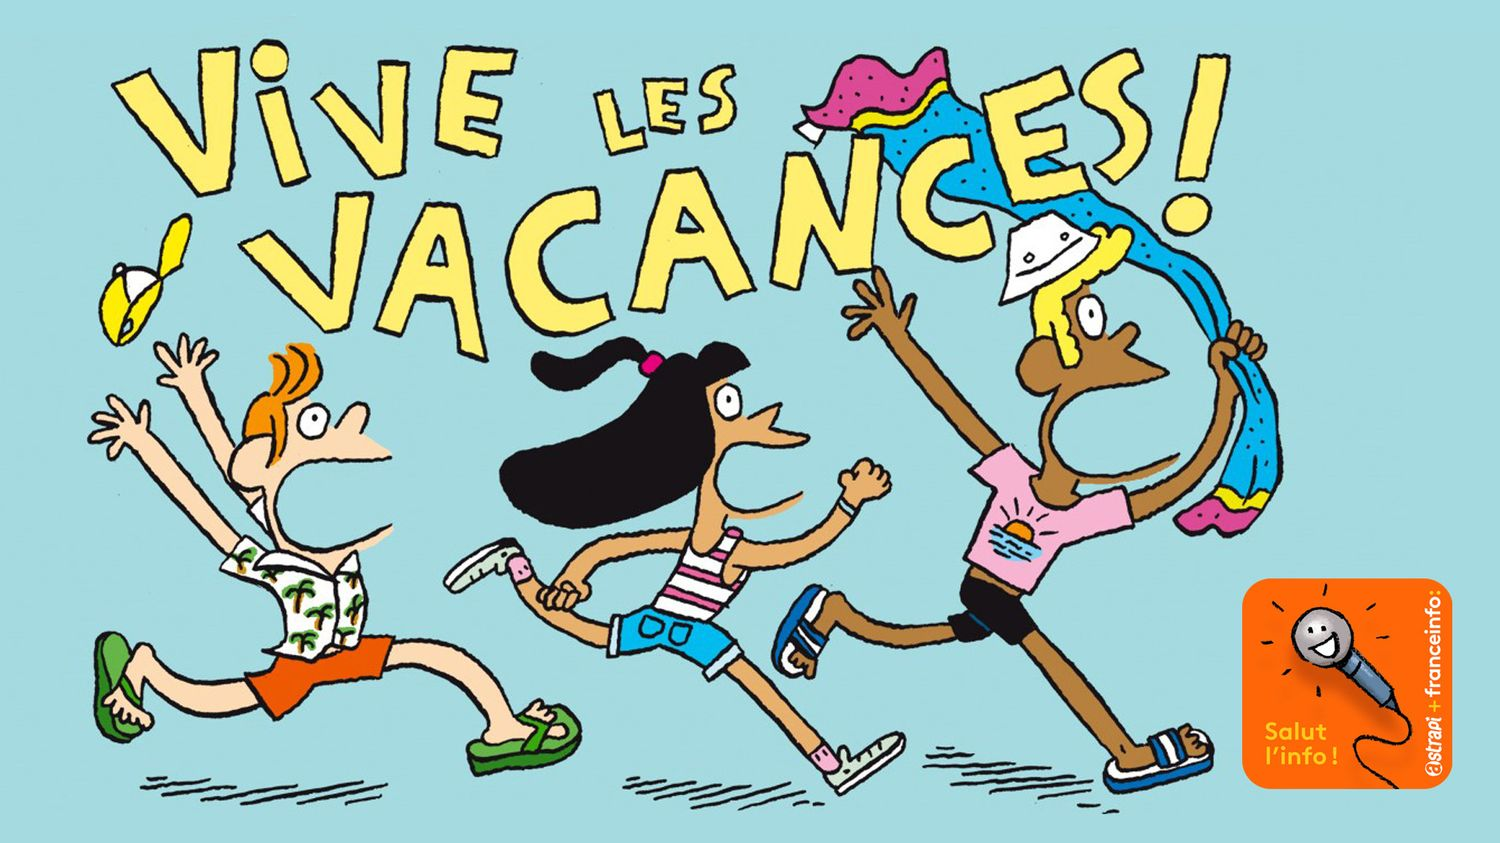 ViVE LES
VACANCES!
Salut
l'info !
astrapi + franceinfo: